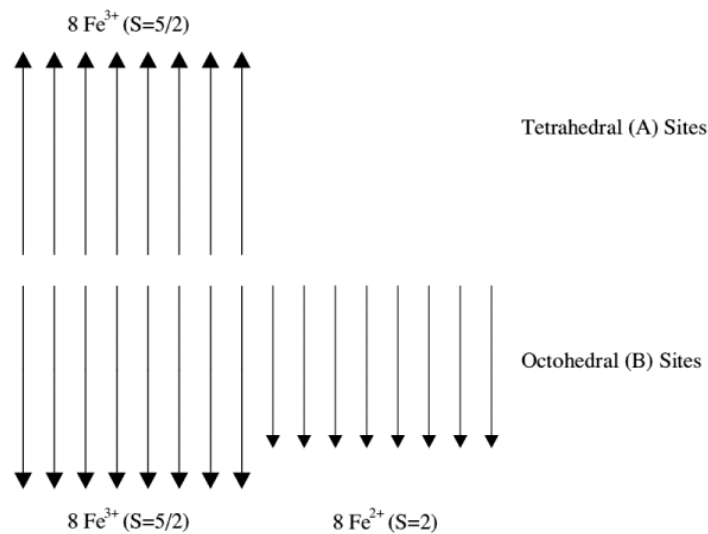 8 Fe³⁺ (S=5/2)
Tetrahedral (A) Sites
Octohedral (B) Sites
8 Fe³⁺ (S=5/2)
8 Fe²⁺ (S=2)